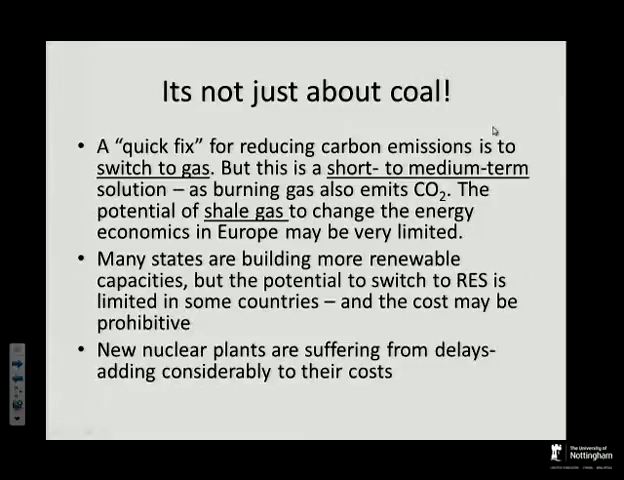 Its not just about coal!
• A “quick fix” for reducing carbon emissions is to
switch to gas. But this is a short- to medium-term
solution – as burning gas also emits CO₂. The
potential of shale gas to change the energy
economics in Europe may be very limited.
• Many states are building more renewable
capacities, but the potential to switch to RES is
limited in some countries – and the cost may be
prohibitive
• New nuclear plants are suffering from delays-
adding considerably to their costs
The University of
Nottingham